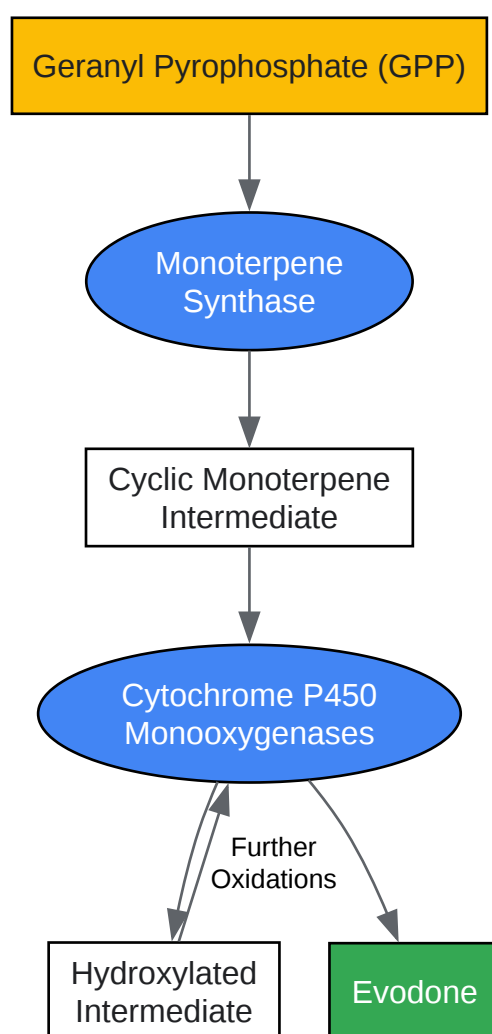 Geranyl Pyrophosphate (GPP)
Monoterpene
Synthase
Cyclic Monoterpene
Intermediate
Cytochrome P450
Monooxygenases
Further
Oxidations
Hydroxylated
Intermediate
Evodone